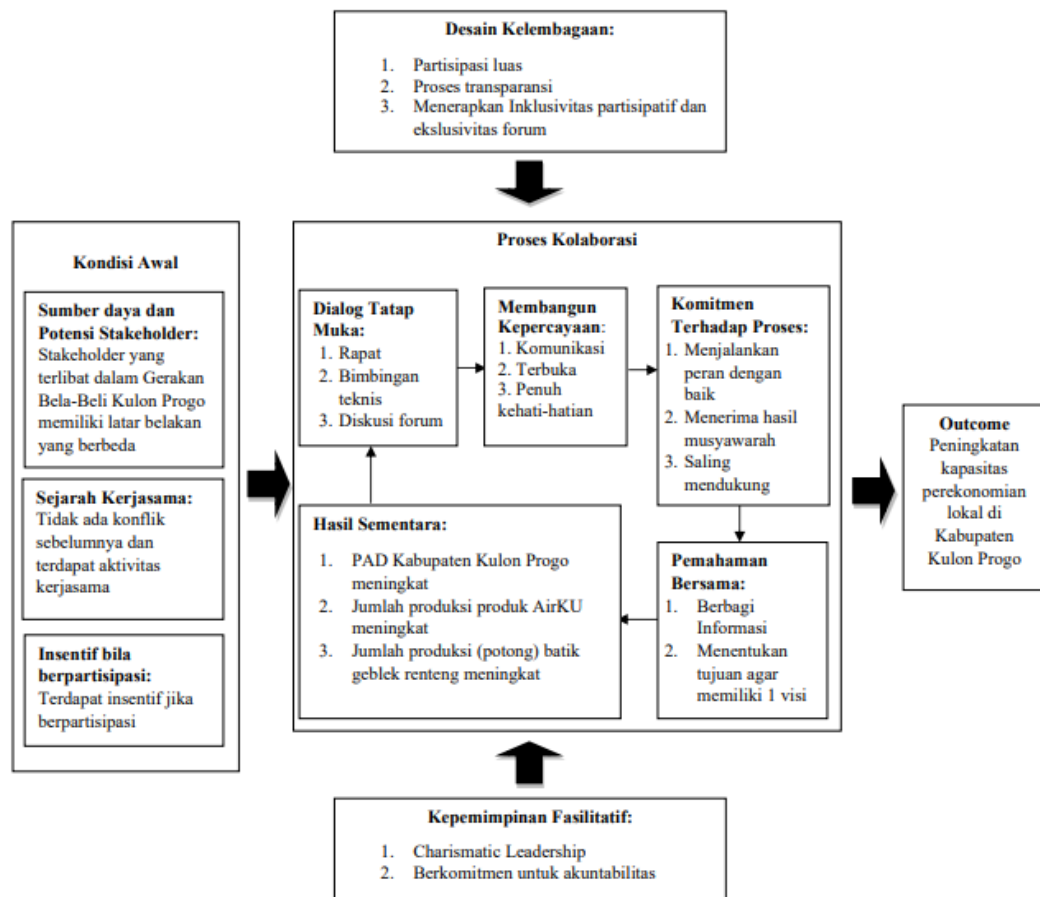 Desain Kelembagaan:
1. Partisipasi luas
2. Proses transparansi
3. Menerapkan Inklusivitas partisipatif dan
ekslusivitas forum
Kondisi Awal
Sumber daya dan
Potensi Stakeholder:
Stakeholder yang
terlibat dalam Gerakan
Bela-Beli Kulon Progo
memiliki latar belakan
yang berbeda
Sejarah Kerjasama:
Tidak ada konflik
sebelumnya dan
terdapat aktivitas
kerjasama
Insentif bila
berpartisipasi:
Terdapat insentif jika
berpartisipasi
Proses Kolaborasi
Dialog Tatap
Muka:
1. Rapat
2. Bimbingan
teknis
3. Diskusi forum
Membangun
Kepercayaan:
1. Komunikasi
2. Terbuka
3. Penuh
kehati-hatian
Komitmen
Terhadap Proses:
1. Menjalankan
peran dengan
baik
2. Menerima hasil
musyawarah
3. Saling
mendukung
Pemahaman
Bersama:
1. Berbagi
Informasi
2. Menentukan
tujuan agar
memiliki 1 visi
Hasil Sementara:
1. PAD Kabupaten Kulon Progo
meningkat
2. Jumlah produksi produk AirKU
meningkat
3. Jumlah produksi (potong) batik
geblek renteng meningkat
Outcome
Peningkatan
kapasitas
perekonomian
lokal di
Kabupaten
Kulon Progo
Kepemimpinan Fasilitatif:
1. Charismatic Leadership
2. Berkomitmen untuk akuntabilitas